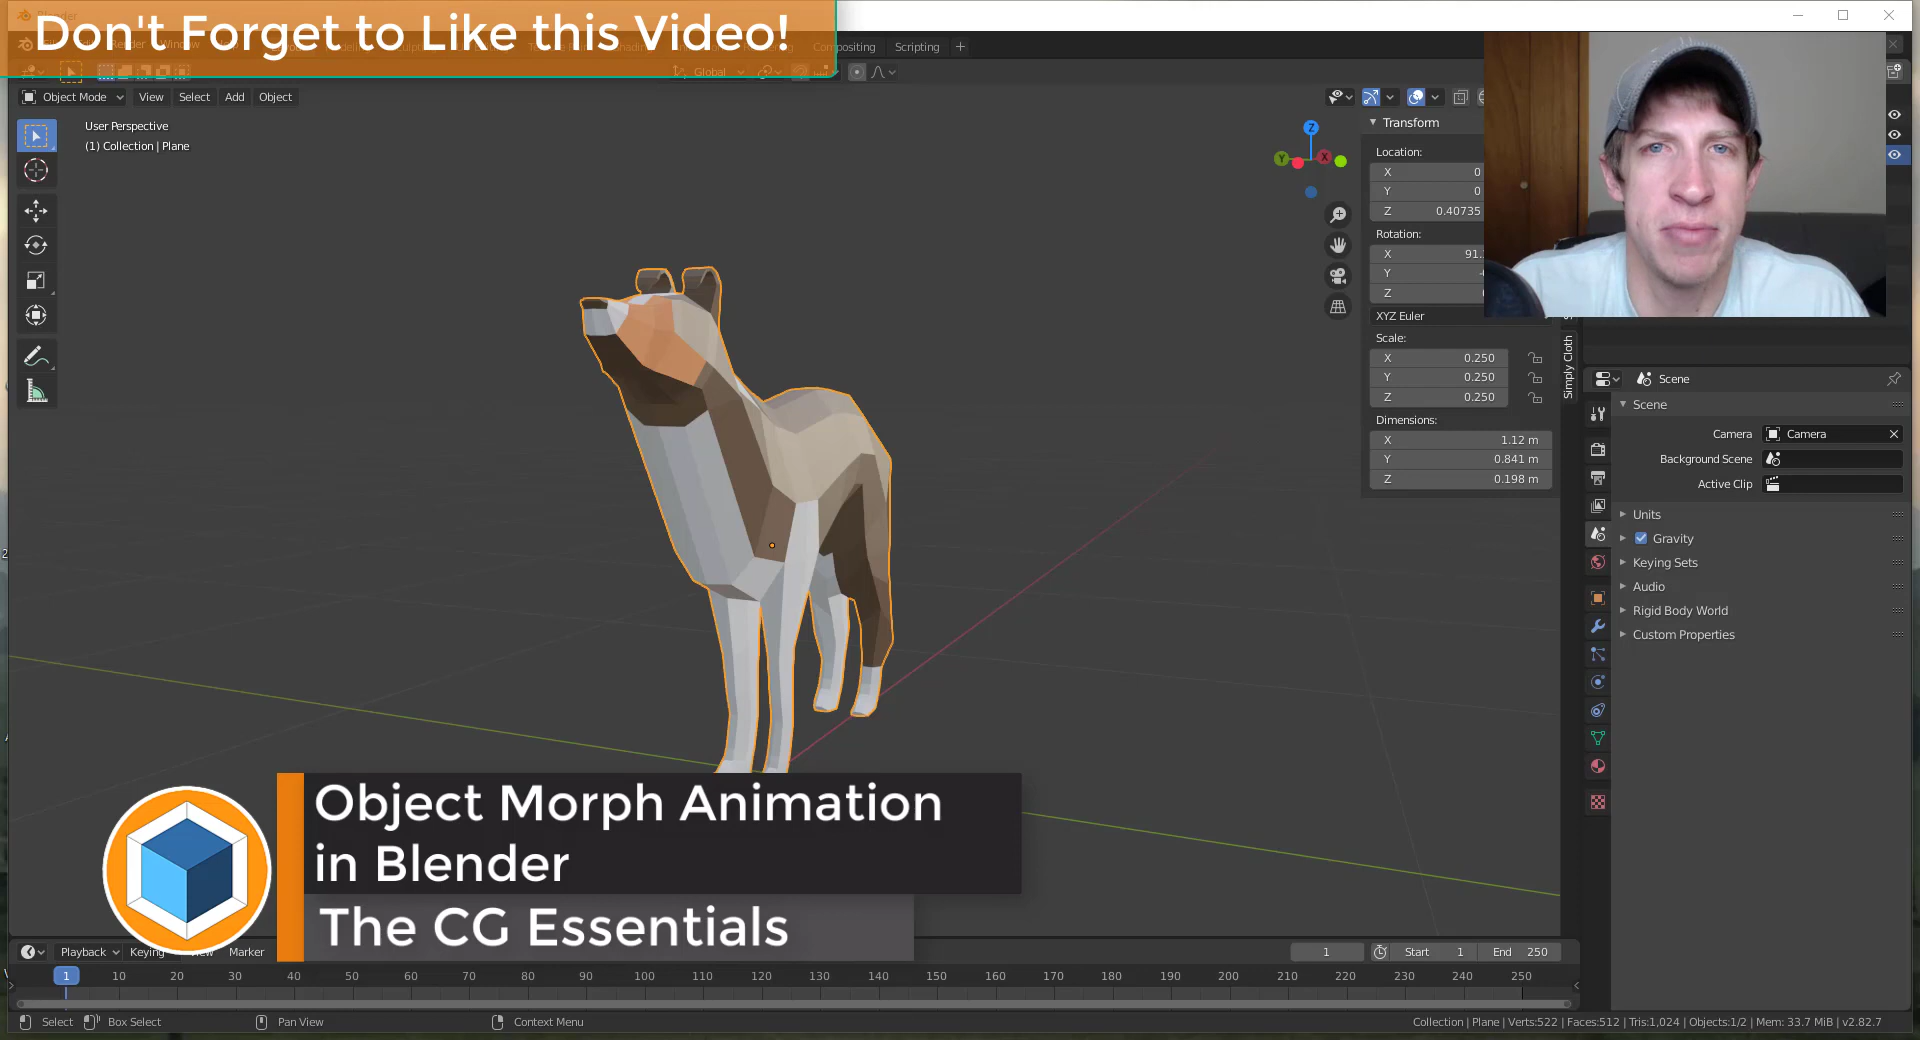 Don't Forget to Like this Video!
Compositing
Scripting
+
Global
Object Mode
View
Select
Add
Object
User Perspective
(1) Collection | Plane
Z
Y
X
Transform
Location:
X 0
Y 0
Z 0.40735
Rotation:
X 91.
Y
Z
XYZ Euler
Scale:
X 0.250
Y 0.250
Z 0.250
Dimensions:
X 1.12 m
Y 0.841 m
Z 0.198 m
Simply Cloth
Scene
Scene
Camera Camera
Background Scene
Active Clip
Units
Gravity
Keying Sets
Audio
Rigid Body World
Custom Properties
Object Morph Animation
in Blender
The CG Essentials
Playback
Keying
Marker
1
Start 1
End 250
1 10 20 30 40 50 60 70 80 90 100 110 120 130 140 150 160 170 180 190 200 210 220 230 240 250
Select
Box Select
Pan View
Context Menu
Collection | Plane | Verts:522 | Faces:512 | Tris:1,024 | Objects:1/2 | Mem: 33.7 MiB | v2.82.7